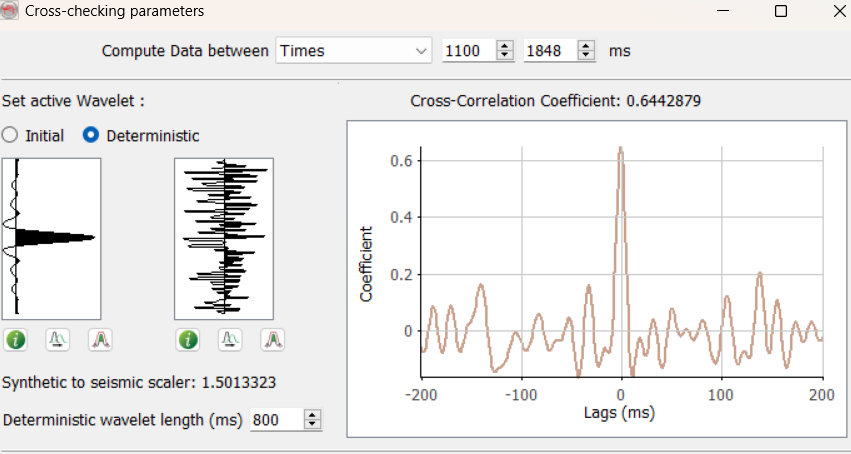 Cross-checking parameters
Compute Data between Times 1100 1848 ms
Set active Wavelet :
Cross-Correlation Coefficient: 0.6442879
Initial Deterministic
0.6
0.4
0.2
0
Coefficient
-200 -100 0 100 200
Lags (ms)
Synthetic to seismic scaler: 1.5013323
Deterministic wavelet length (ms) 800